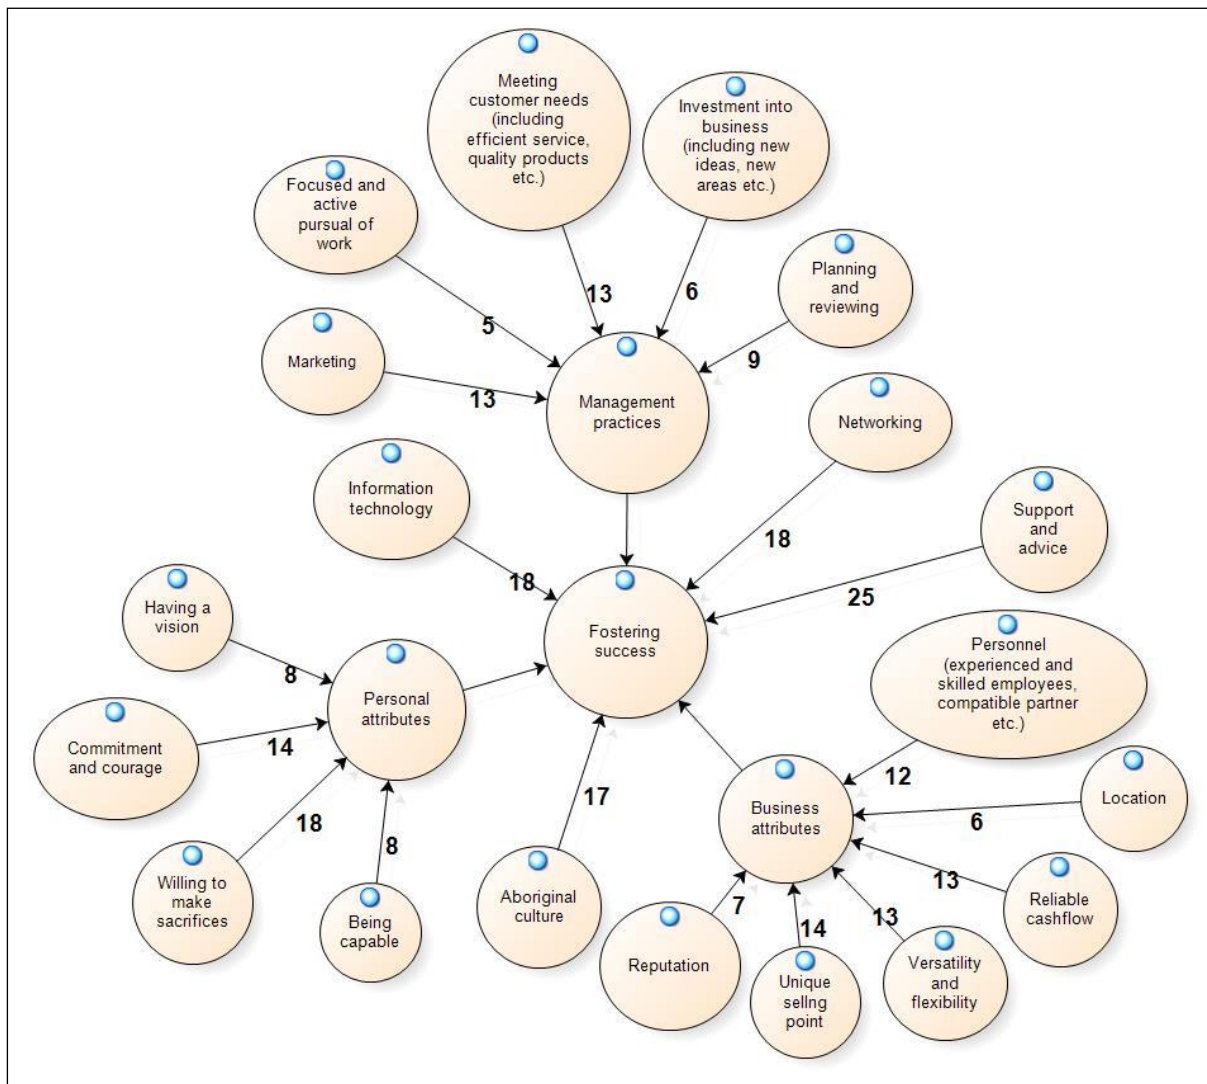 Meeting
customer needs
(including
efficient service,
quality products
etc.)
Investment into
business
(including new
ideas, new
areas etc.)
Focused and
active
pursual of
work
Planning
and
reviewing
13
6
5
9
Marketing
13
Management
practices
Networking
Information
technology
Support
and
advice
18
18
25
Having a
vision
Fostering
success
8
Personal
attributes
Personnel
(experienced and
skilled employees,
compatible partner
etc.)
Commitment
and courage
14
12
Location
6
Business
attributes
17
18
8
13
Willing to
make
sacrifices
Being
capable
Aboriginal
culture
Reliable
cashflow
7
14
13
Reputation
Unique
sellng
point
Versatility
and
flexibility